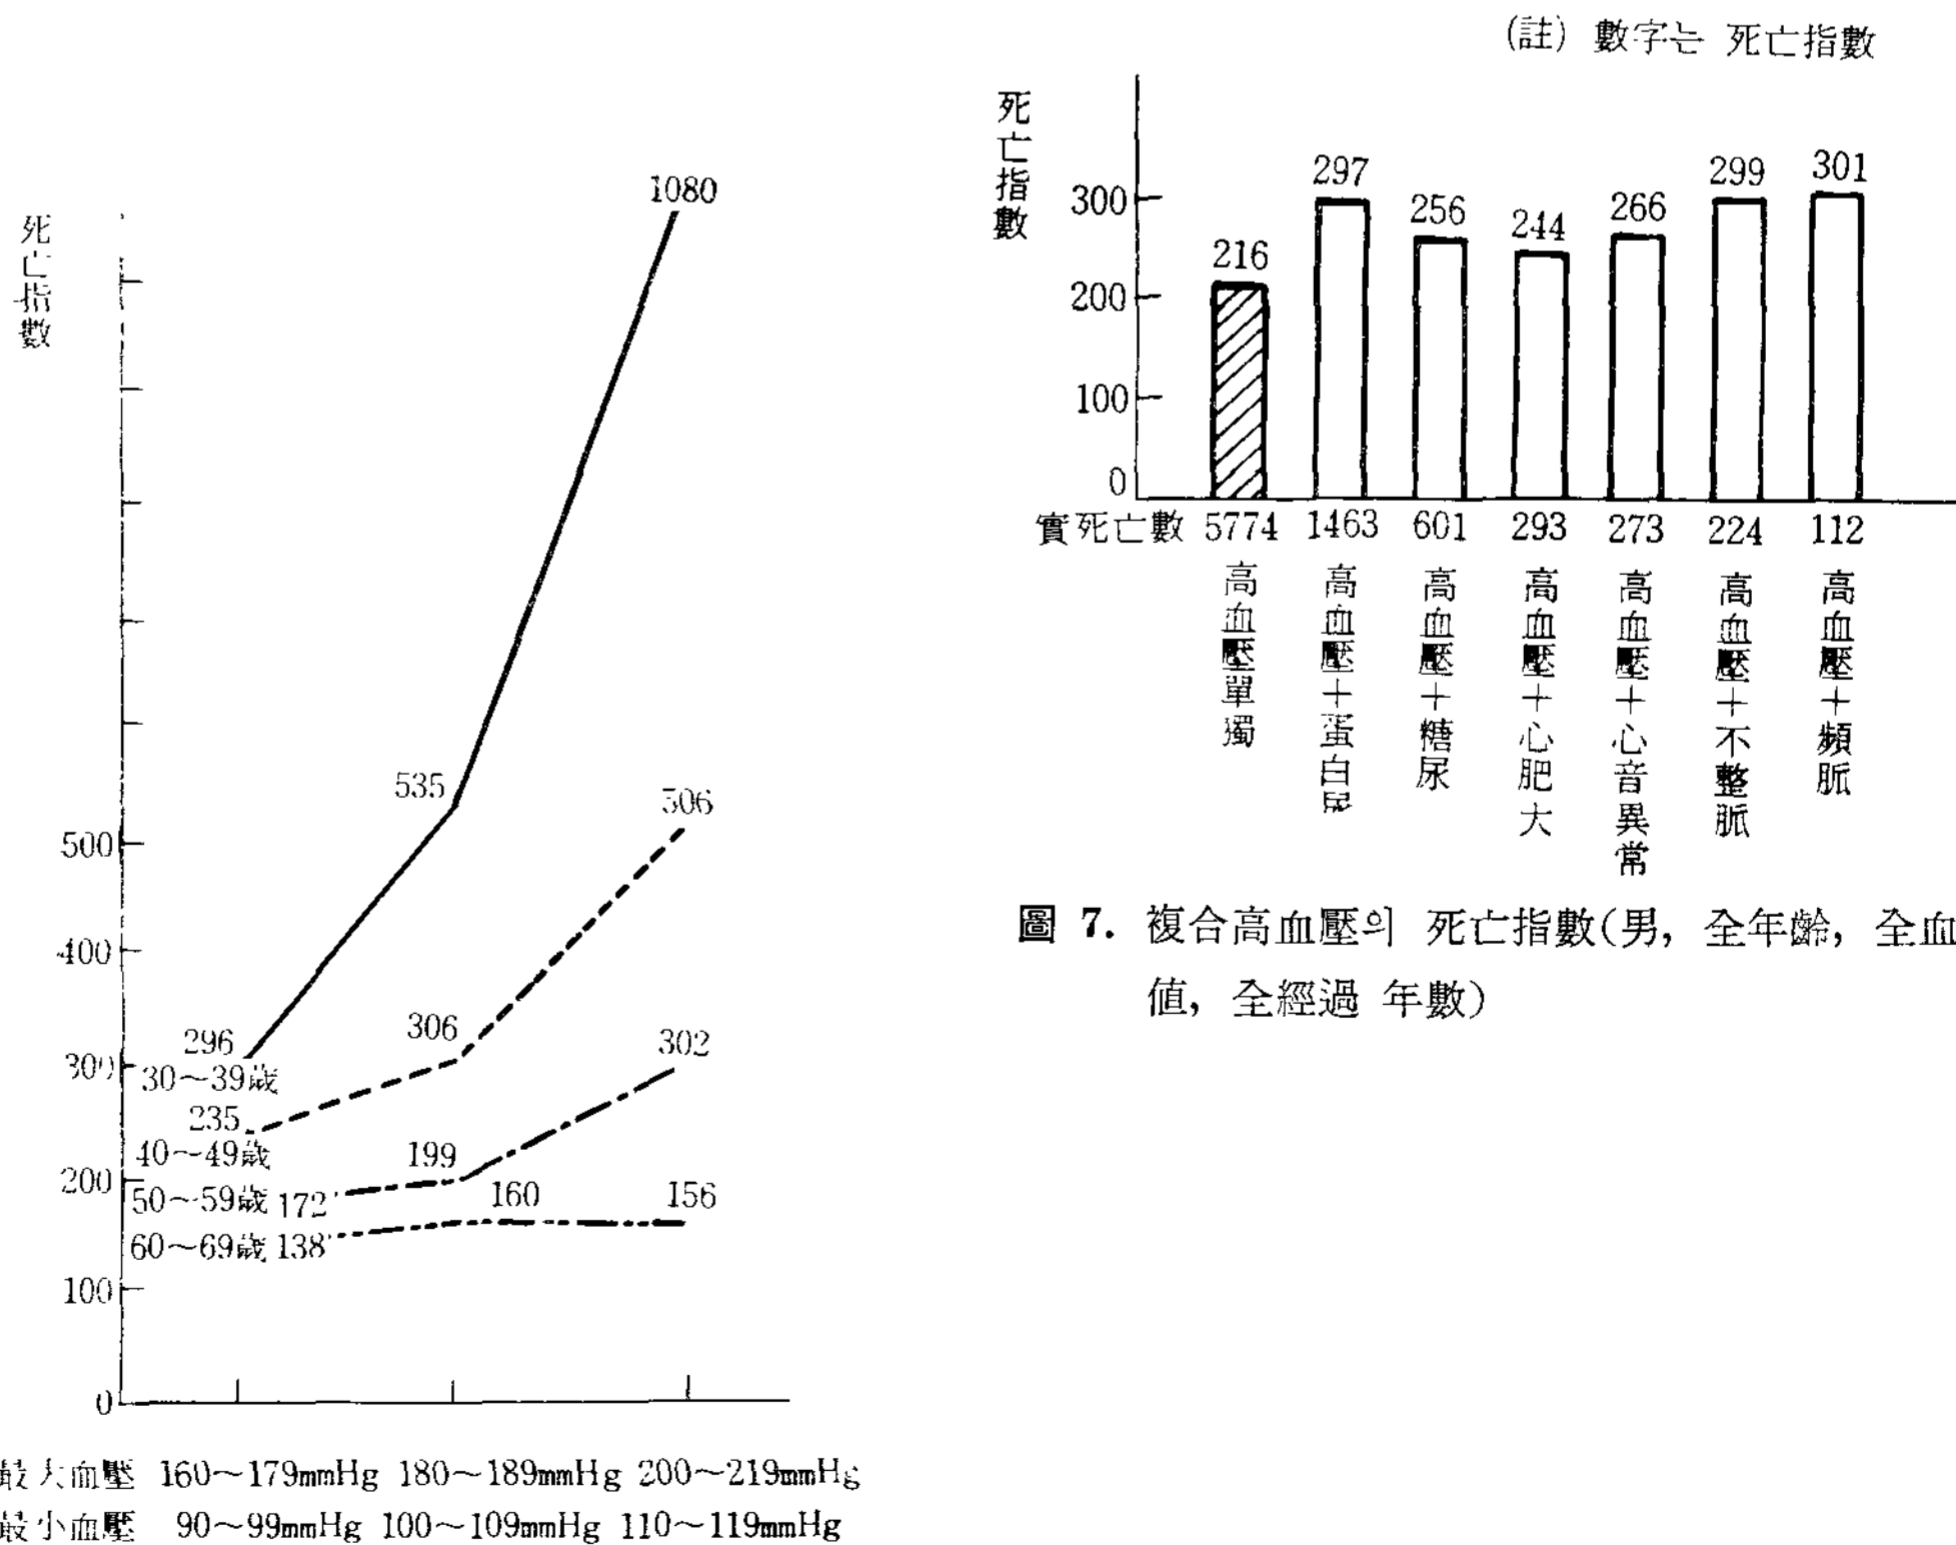 死亡指數
1080
535
506
500
400
296
306
300
302
30～39歲
235
40～49歲
199
200
50～59歲 172
160
156
60～69歲 138
100
0
最大血壓 160～179mmHg 180～189mmHg 200～219mmHg
最小血壓 90～99mmHg 100～109mmHg 110～119mmHg
(註) 數字는 死亡指數
死亡指數
300
200
100
0
216
297
256
244
266
299
301
實死亡數 5774 1463 601 293 273 224 112
高血壓單獨
高血壓+蛋白尿
高血壓+糖尿
高血壓+心肥大
高血壓+心音異常
高血壓+不整脈
高血壓+頻脈
圖 7. 複合高血壓의 死亡指數(男, 全年齡, 全血
値, 全經過 年數)